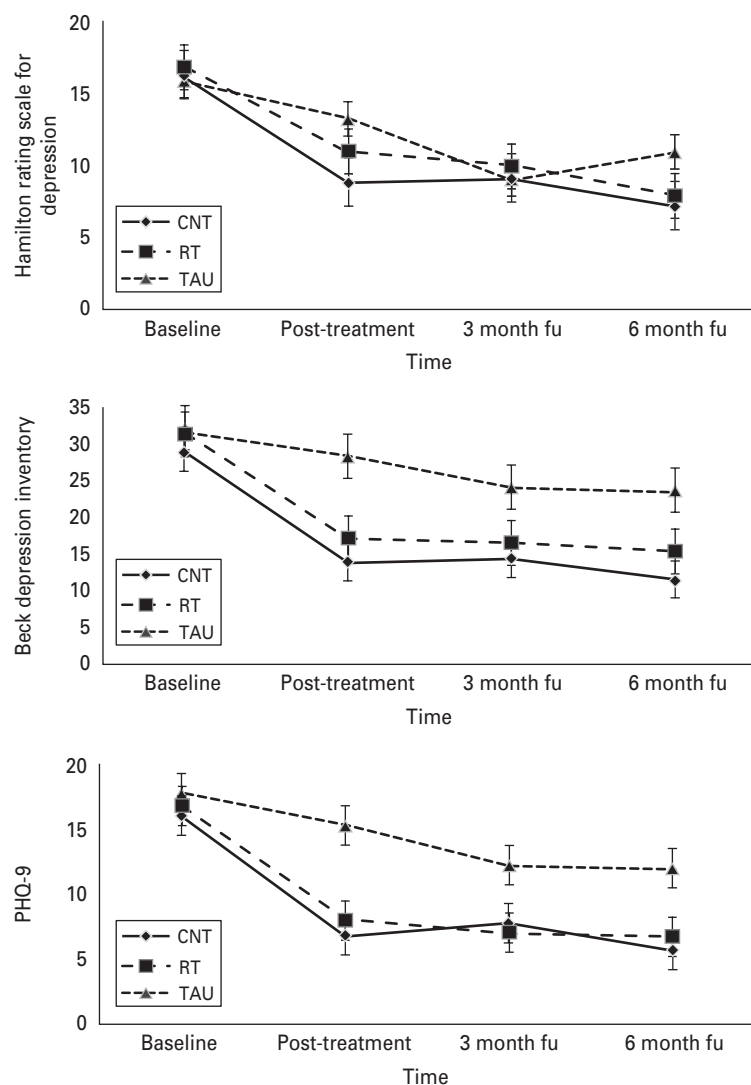 Hamilton rating scale for
depression
20
15
10
5
0
CNT
RT
TAU
Baseline
Post-treatment
3 month fu
6 month fu
Time
Beck depression inventory
35
30
25
20
15
10
5
0
CNT
RT
TAU
Baseline
Post-treatment
3 month fu
6 month fu
Time
PHQ-9
20
15
10
5
0
CNT
RT
TAU
Baseline
Post-treatment
3 month fu
6 month fu
Time